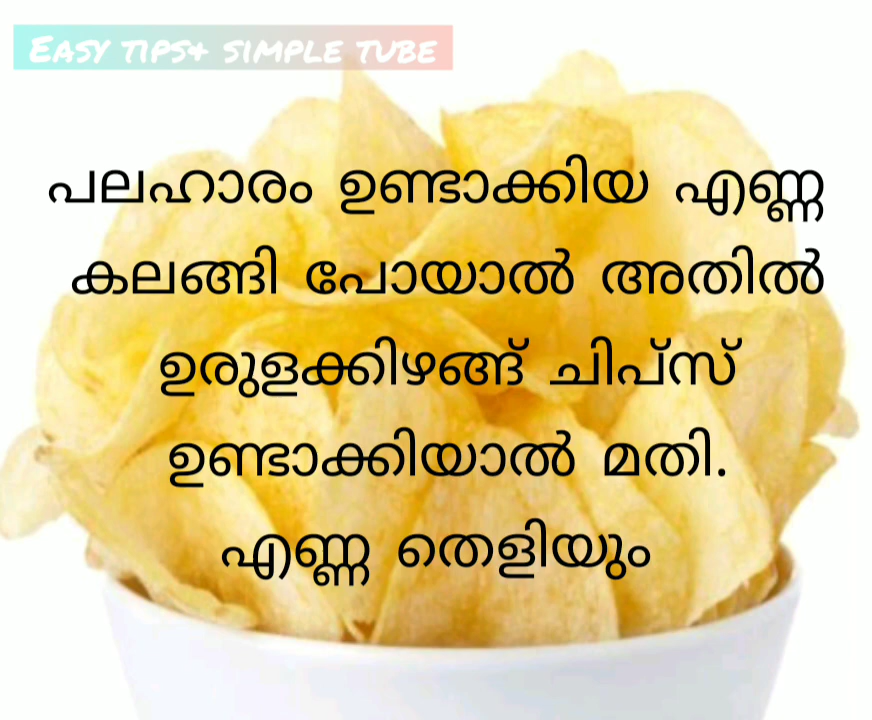 EASY TIPS& SIMPLE TUBE
പലഹാരം ഉണ്ടാക്കിയ എണ്ണ
കലങ്ങി പോയാൽ അതിൽ
ഉരുളക്കിഴങ്ങ് ചിപ്സ്
ഉണ്ടാക്കിയാൽ മതി.
എണ്ണ തെളിയും